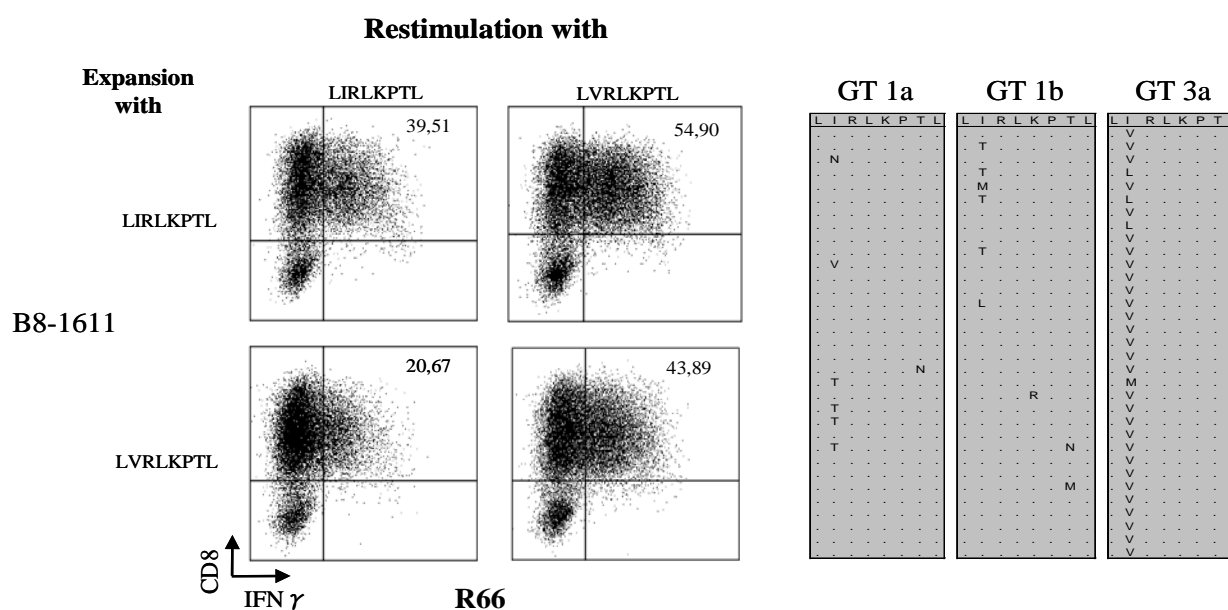 Restimulation with
Expansion
with
LIRLKPTL
LVRLKPTL
39,51
54,90
LIRLKPTL
B8-1611
20,67
43,89
LVRLKPTL
CD8
IFN γ
R66
GT 1a
L I R L K P T L
. . . . . . . .
. . . . . . . .
. N . . . . . .
. . . . . . . .
. . . . . . . .
. . . . . . . .
. . . . . . . .
. . . . . . . .
. . . . . . . .
. . . . . . . .
. V . . . . . .
. . . . . . . .
. . . . . . . .
. . . . . . . .
. . . . . . . .
. . . . . . . .
. . . . . . . .
. . . . . . . .
. . . . . . N .
. T . . . . . .
. . . . . . . .
. T . . . . . .
. T . . . . . .
. . . . . . . .
. T . . . . . .
. . . . . . . .
. . . . . . . .
. . . . . . . .
. . . . . . . .
. . . . . . . .
. . . . . . . .
. . . . . . . .
. . . . . . . .
GT 1b
L I R L K P T L
. . . . . . . .
. T . . . . . .
. . . . . . . .
. T . . . . . .
. M . . . . . .
. T . . . . . .
. . . . . . . .
. . . . . . . .
. . . . . . . .
. T . . . . . .
. . . . . . . .
. . . . . . . .
. . . . . . . .
. L . . . . . .
. . . . . . . .
. . . . . . . .
. . . . . . . .
. . . . . . . .
. . . . . . . .
. . . . . . . .
. . . . R . . .
. . . . . . . .
. . . . . . . .
. . . . . . . .
. . . . . . N .
. . . . . . . .
. . . . . . . .
. . . . . . M .
. . . . . . . .
. . . . . . . .
. . . . . . . .
. . . . . . . .
. . . . . . . .
GT 3a
L I R L K P T
. V . . . . .
. V . . . . .
. V . . . . .
. L . . . . .
. V . . . . .
. L . . . . .
. V . . . . .
. L . . . . .
. V . . . . .
. V . . . . .
. V . . . . .
. V . . . . .
. V . . . . .
. V . . . . .
. V . . . . .
. V . . . . .
. V . . . . .
. V . . . . .
. V . . . . .
. M . . . . .
. V . . . . .
. V . . . . .
. V . . . . .
. V . . . . .
. V . . . . .
. V . . . . .
. V . . . . .
. V . . . . .
. V . . . . .
. V . . . . .
. V . . . . .
. V . . . . .
. V . . . . .